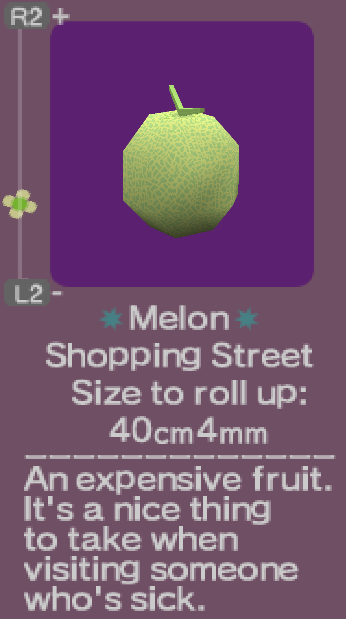 R2 +
L2 -
Melon
Shopping Street
Size to roll up:
40cm4mm
An expensive fruit.
It's a nice thing
to take when
visiting someone
who's sick.